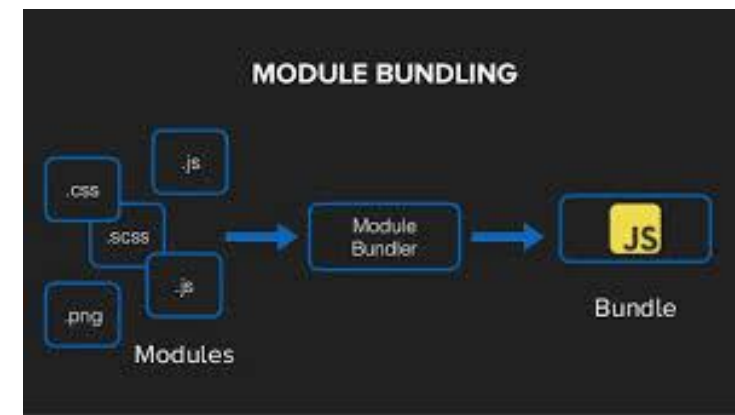 MODULE BUNDLING
.js
.css
.scss
.js
.png
Modules
Module
Bundler
JS
Bundle